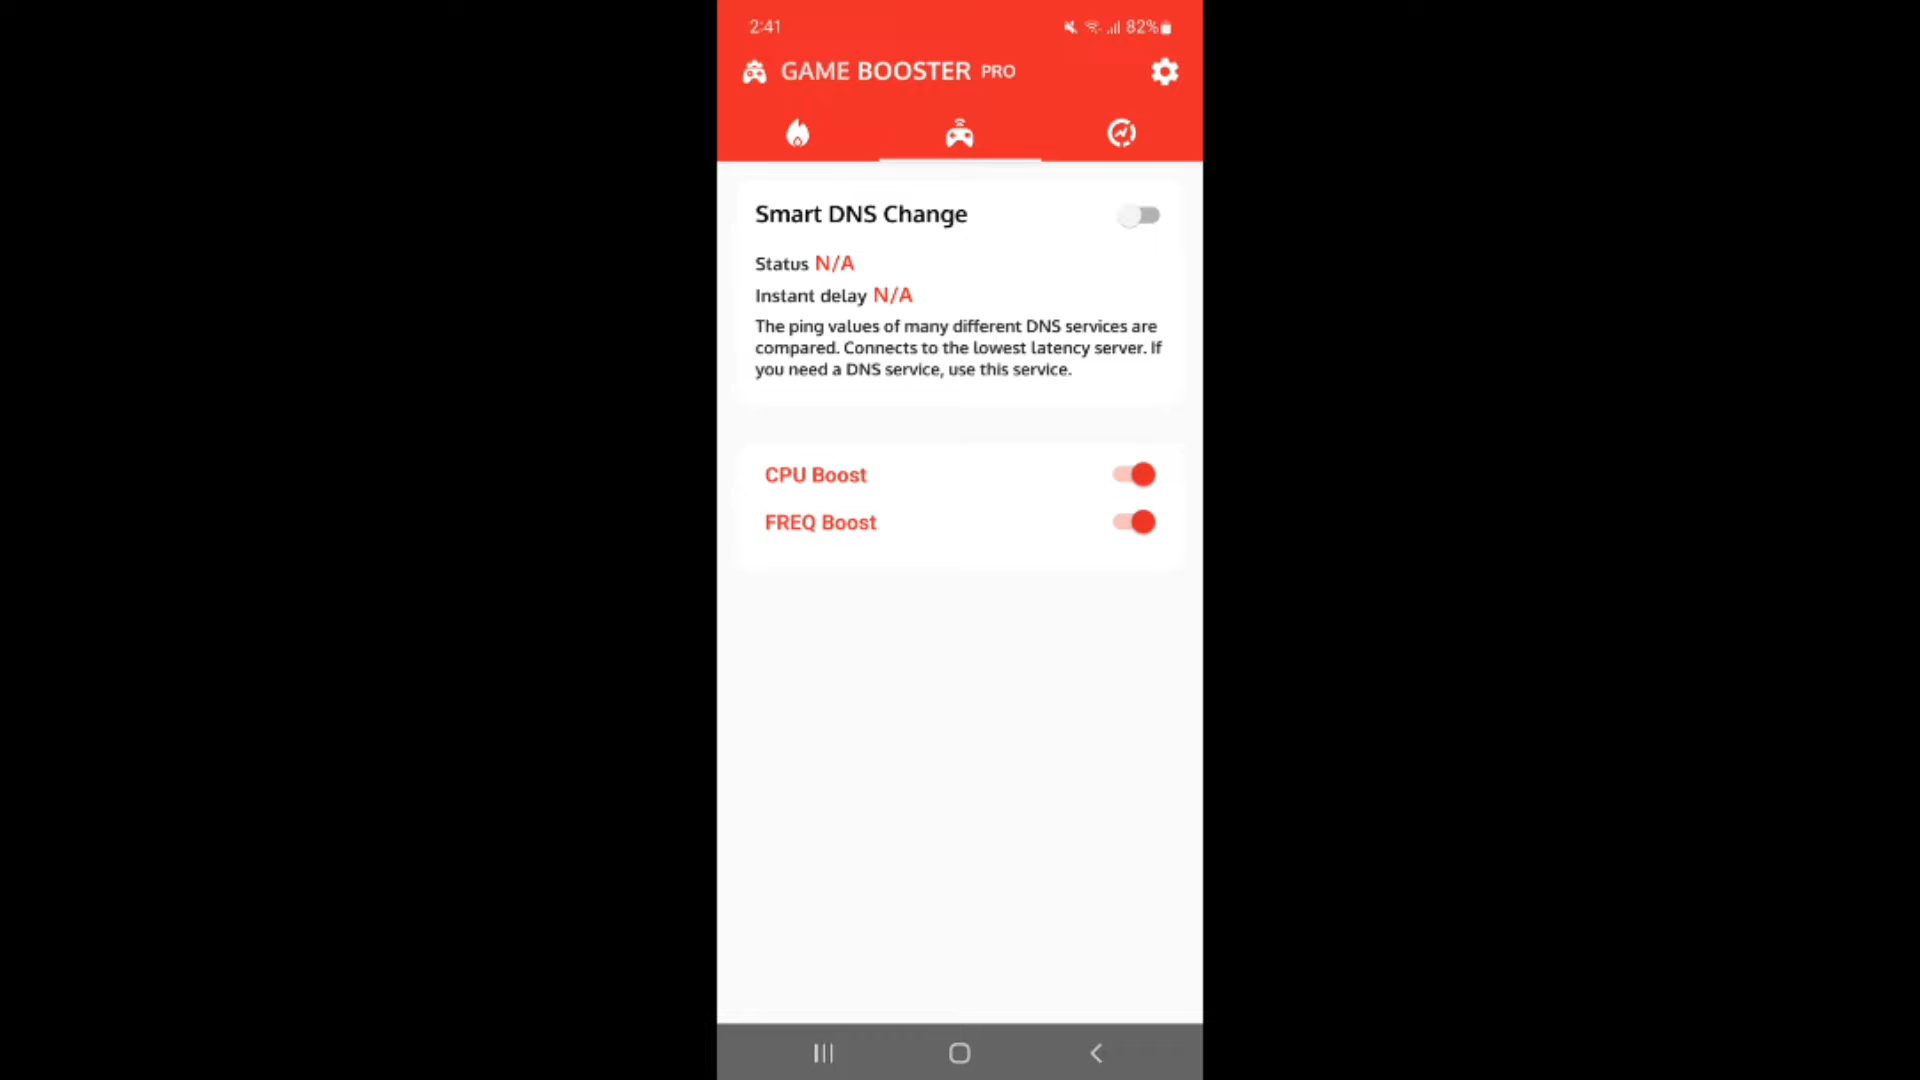 2:41 82%
GAME BOOSTER PRO
Smart DNS Change
Status N/A
Instant delay N/A
The ping values of many different DNS services are
compared. Connects to the lowest latency server. If
you need a DNS service, use this service.
CPU Boost
FREQ Boost